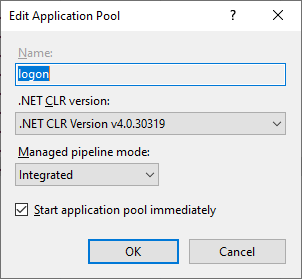 Edit Application Pool
Name:
logon
.NET CLR version:
.NET CLR Version v4.0.30319
Managed pipeline mode:
Integrated
Start application pool immediately
OK Cancel